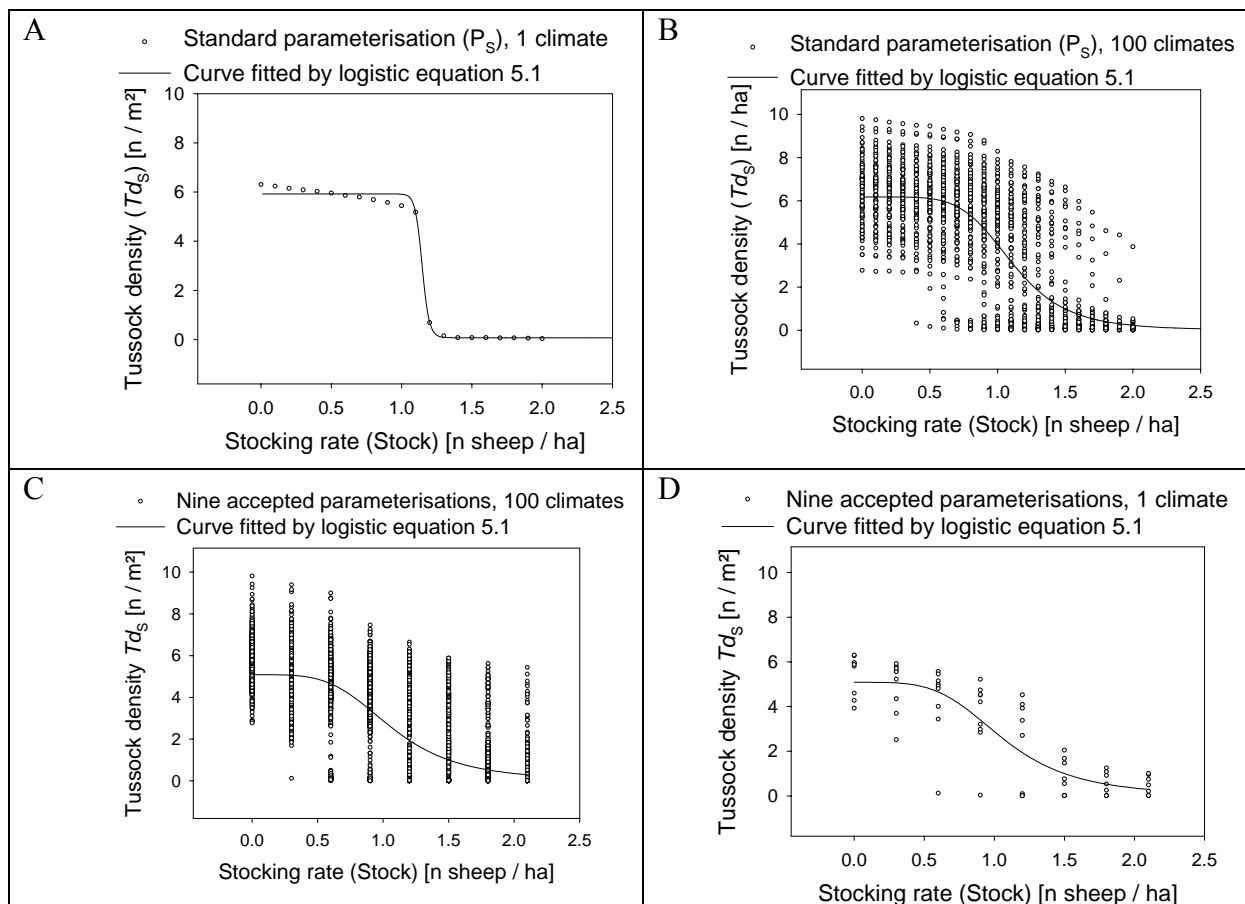 A
Standard parameterisation (P_S), 1 climate
Curve fitted by logistic equation 5.1
Tussock density (Td_S) [n / m²]
10
8
6
4
2
0
0.0 0.5 1.0 1.5 2.0 2.5
Stocking rate (Stock) [n sheep / ha]
B
Standard parameterisation (P_S), 100 climates
Curve fitted by logistic equation 5.1
Tussock density (Td_S) [n / ha]
10
8
6
4
2
0
0.0 0.5 1.0 1.5 2.0 2.5
Stocking rate (Stock) [n sheep / ha]
C
Nine accepted parameterisations, 100 climates
Curve fitted by logistic equation 5.1
Tussock density Td_S [n / m²]
10
8
6
4
2
0
0.0 0.5 1.0 1.5 2.0 2.5
Stocking rate (Stock) [n sheep / ha]
D
Nine accepted parameterisations, 1 climate
Curve fitted by logistic equation 5.1
Tussock density Td_S [n / m²]
10
8
6
4
2
0
0.0 0.5 1.0 1.5 2.0 2.5
Stocking rate (Stock) [n sheep / ha]